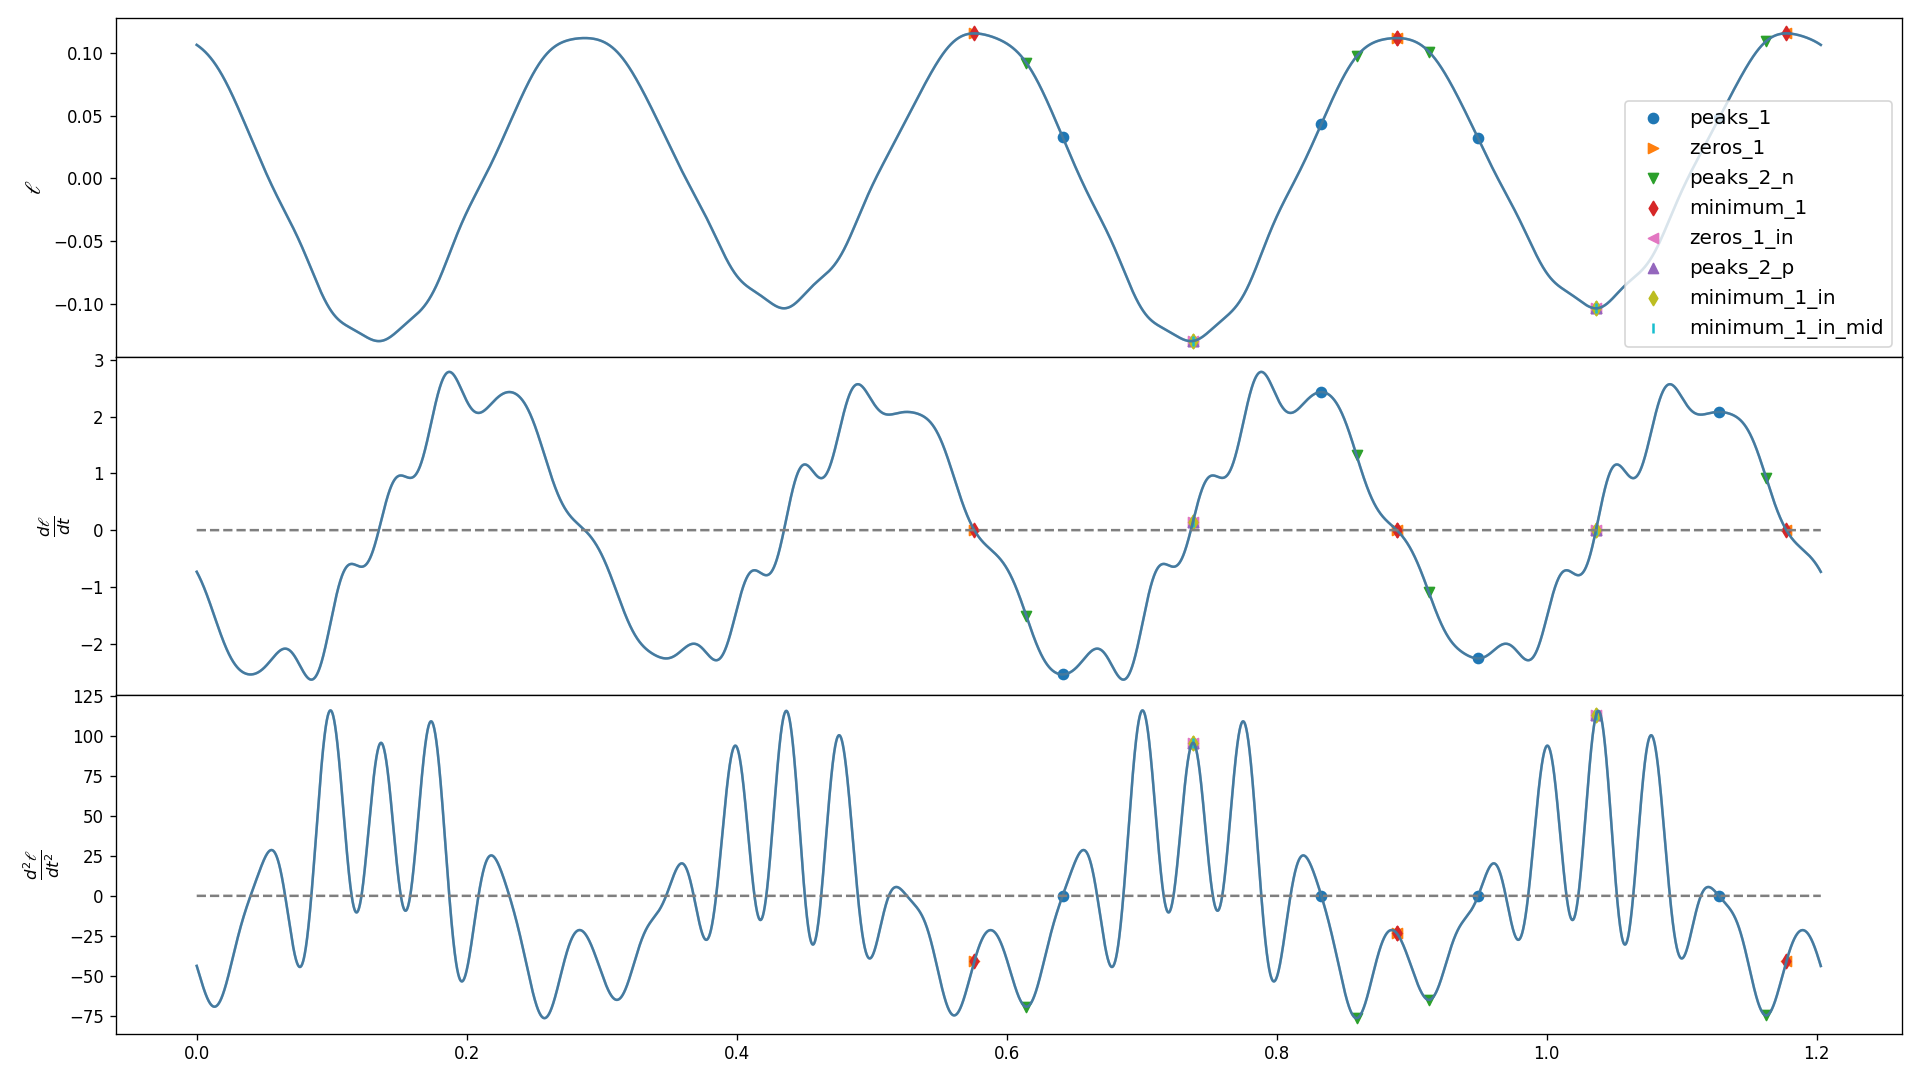 0.10
0.05
0.00
−0.05
−0.10
ℓ
peaks_1
zeros_1
peaks_2_n
minimum_1
zeros_1_in
peaks_2_p
minimum_1_in
minimum_1_in_mid
3
2
1
0
−1
−2
dℓ
dt
125
100
75
50
25
0
−25
−50
−75
d²ℓ
dt²
0.0 0.2 0.4 0.6 0.8 1.0 1.2